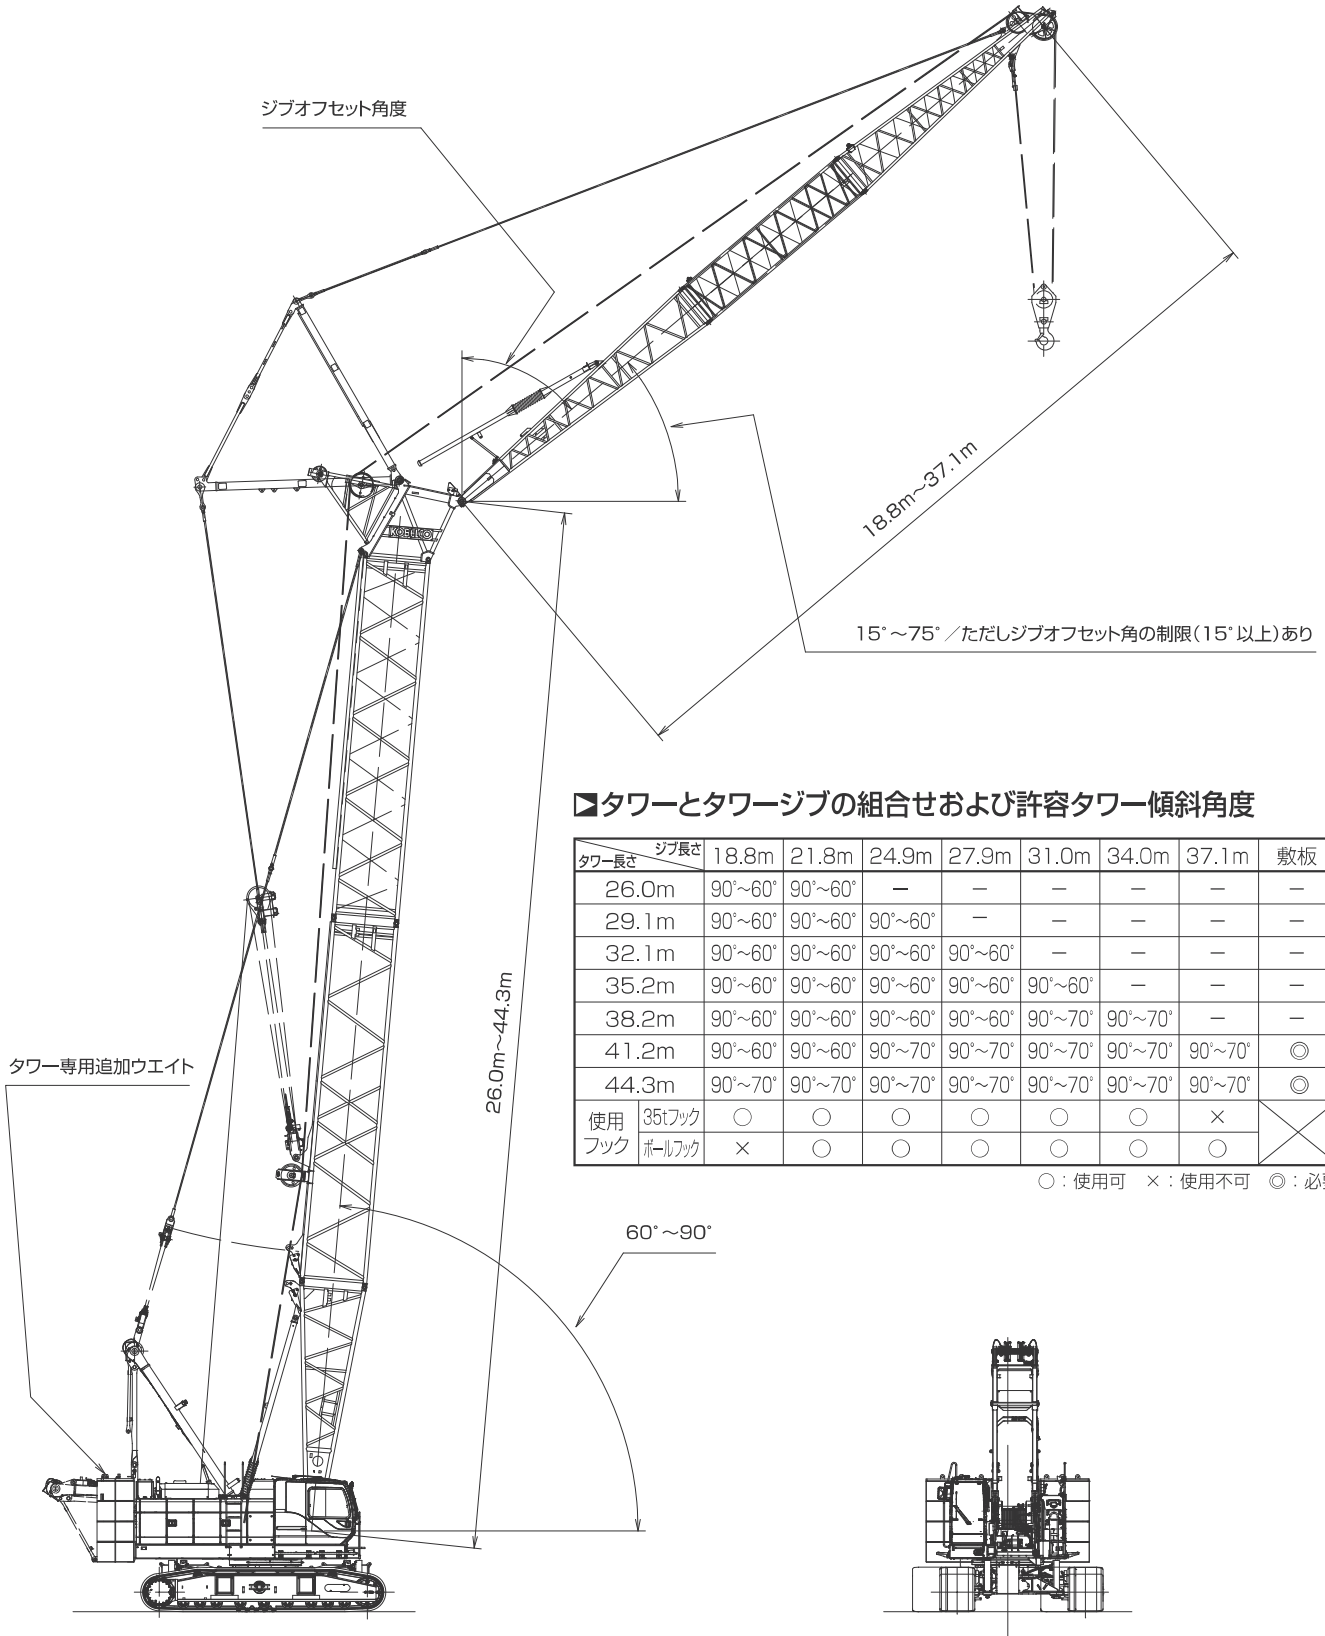 ジブオフセット角度
KOBELCO
18.8m～37.1m
15°～75°／ただしジブオフセット角の制限（15°以上）あり
タワーとタワージブの組合せおよび許容タワー傾斜角度
タワー長さ ジブ長さ 18.8m 21.8m 24.9m 27.9m 31.0m 34.0m 37.1m 敷板
26.0m 90°～60° 90°～60° － － － － － －
29.1m 90°～60° 90°～60° 90°～60° － － － － －
32.1m 90°～60° 90°～60° 90°～60° 90°～60° － － － －
35.2m 90°～60° 90°～60° 90°～60° 90°～60° 90°～60° － － －
38.2m 90°～60° 90°～60° 90°～60° 90°～60° 90°～70° 90°～70° － －
41.2m 90°～60° 90°～60° 90°～70° 90°～70° 90°～70° 90°～70° 90°～70° ◎
44.3m 90°～70° 90°～70° 90°～70° 90°～70° 90°～70° 90°～70° 90°～70° ◎
使用フック 35tフック ○ ○ ○ ○ ○ ○ ×
ボールフック × ○ ○ ○ ○ ○ ○
○：使用可 ×：使用不可 ◎：必
26.0m～44.3m
タワー専用追加ウエイト
60°～90°